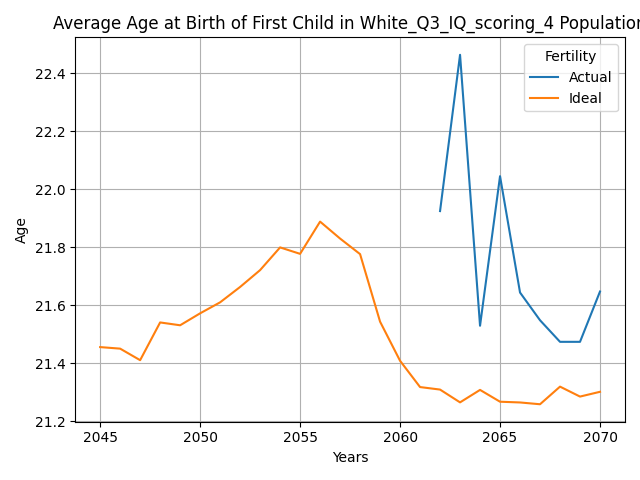 Average Age at Birth of First Child in White_Q3_IQ_scoring_4 Population
Fertility
Actual
Ideal
22.4
22.2
22.0
21.8
21.6
21.4
21.2
Age
2045
2050
2055
2060
2065
2070
Years